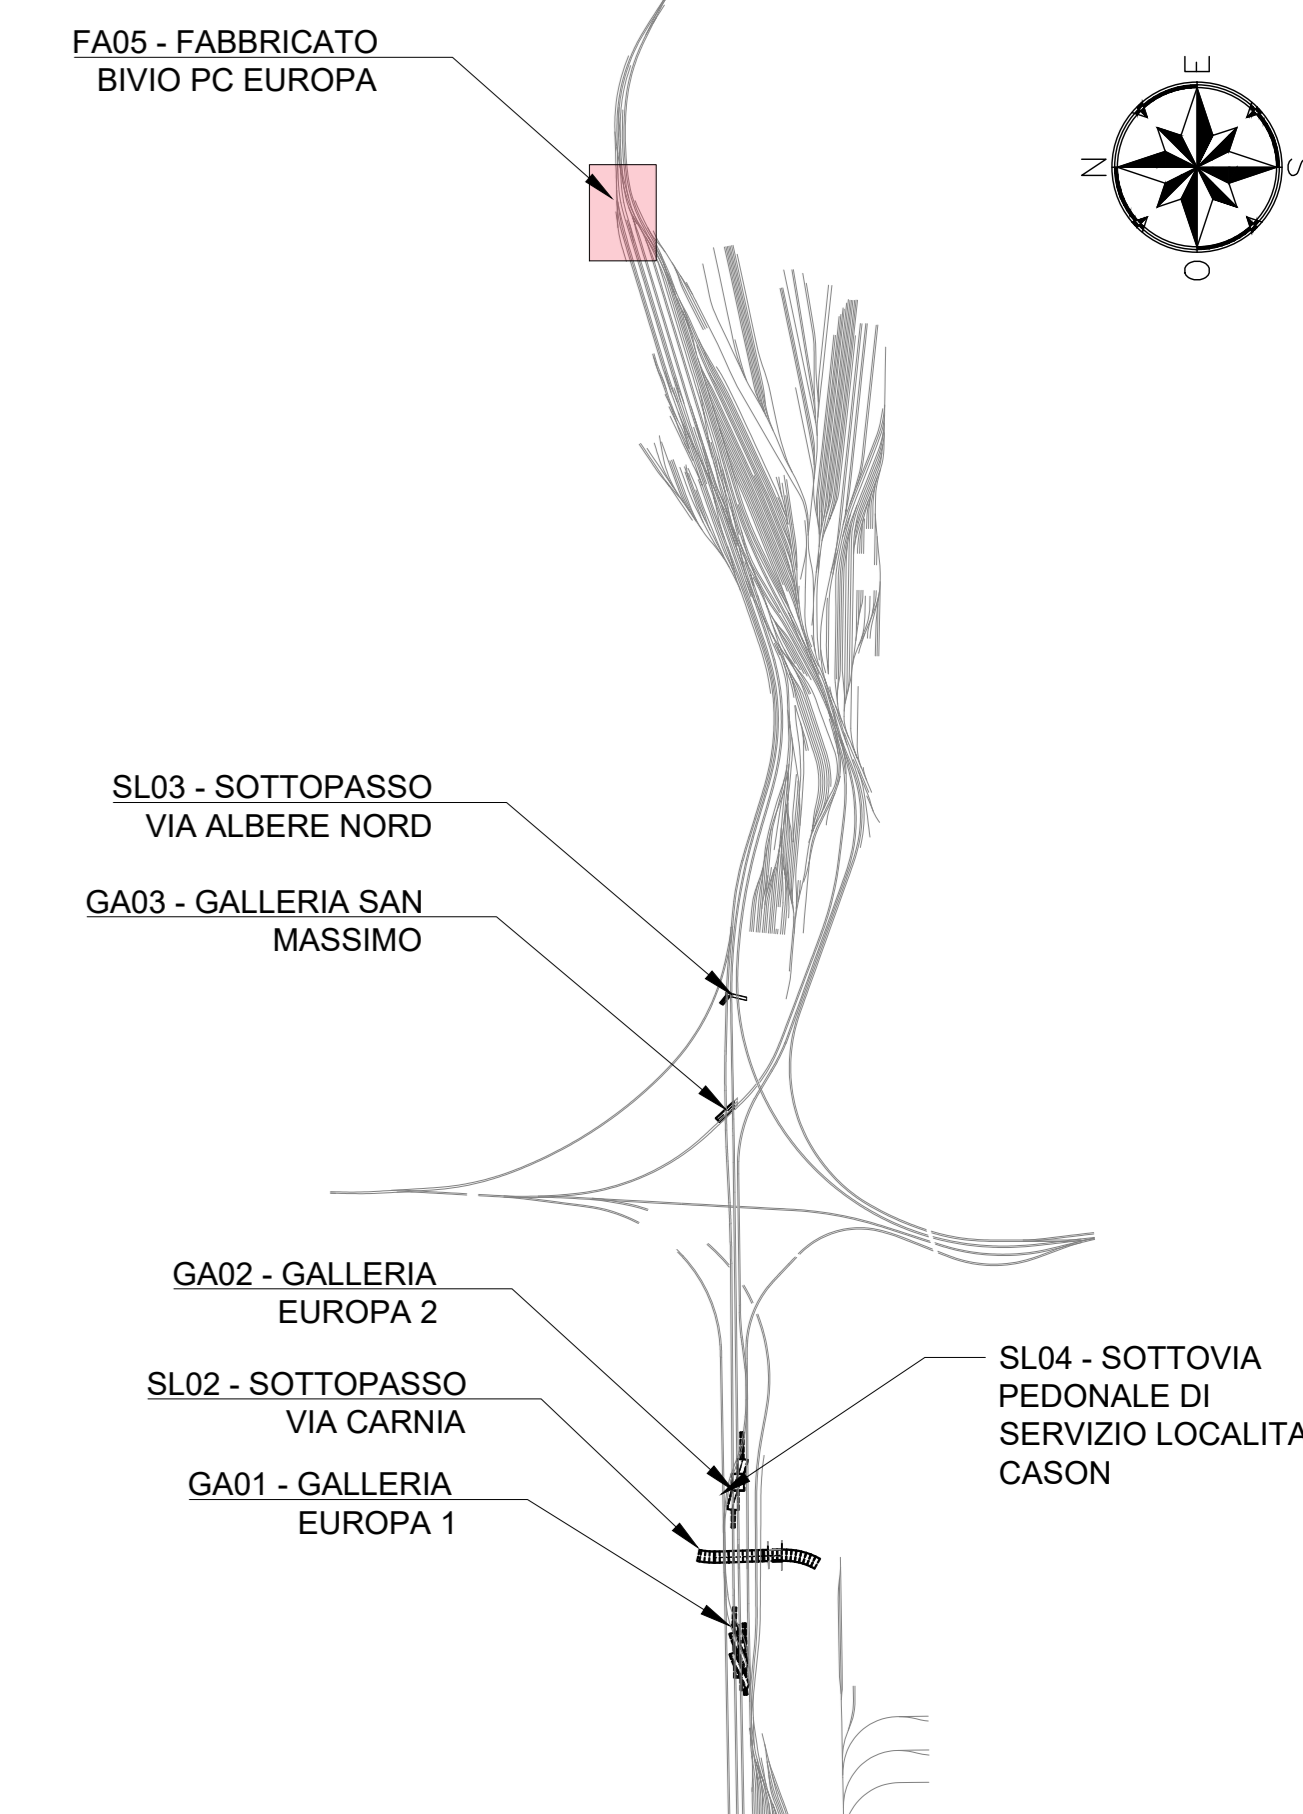 FA05 - FABBRICATO
BIVIO PC EUROPA
E
N
S
O
SL03 - SOTTOPASSO
VIA ALBERE NORD
GA03 - GALLERIA SAN
MASSIMO
GA02 - GALLERIA
EUROPA 2
SL04 - SOTTOVIA
PEDONALE DI
SERVIZIO LOCALITA
CASON
SL02 - SOTTOPASSO
VIA CARNIA
GA01 - GALLERIA
EUROPA 1